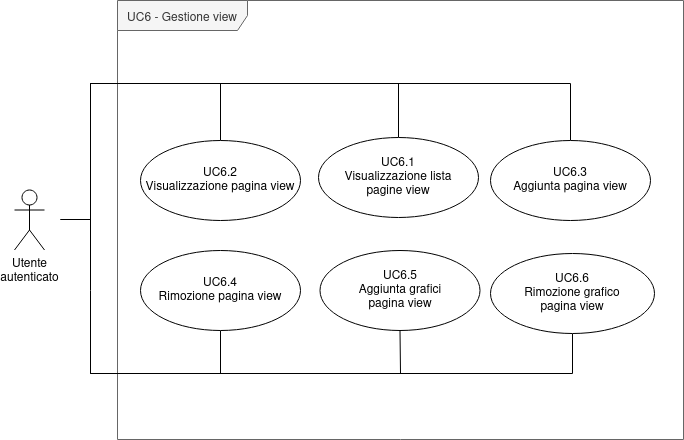 UC6 - Gestione view
UC6.2
Visualizzazione pagina view
UC6.1
Visualizzazione lista
pagine view
UC6.3
Aggiunta pagina view
Utente
autenticato
UC6.4
Rimozione pagina view
UC6.5
Aggiunta grafici
pagina view
UC6.6
Rimozione grafico
pagina view